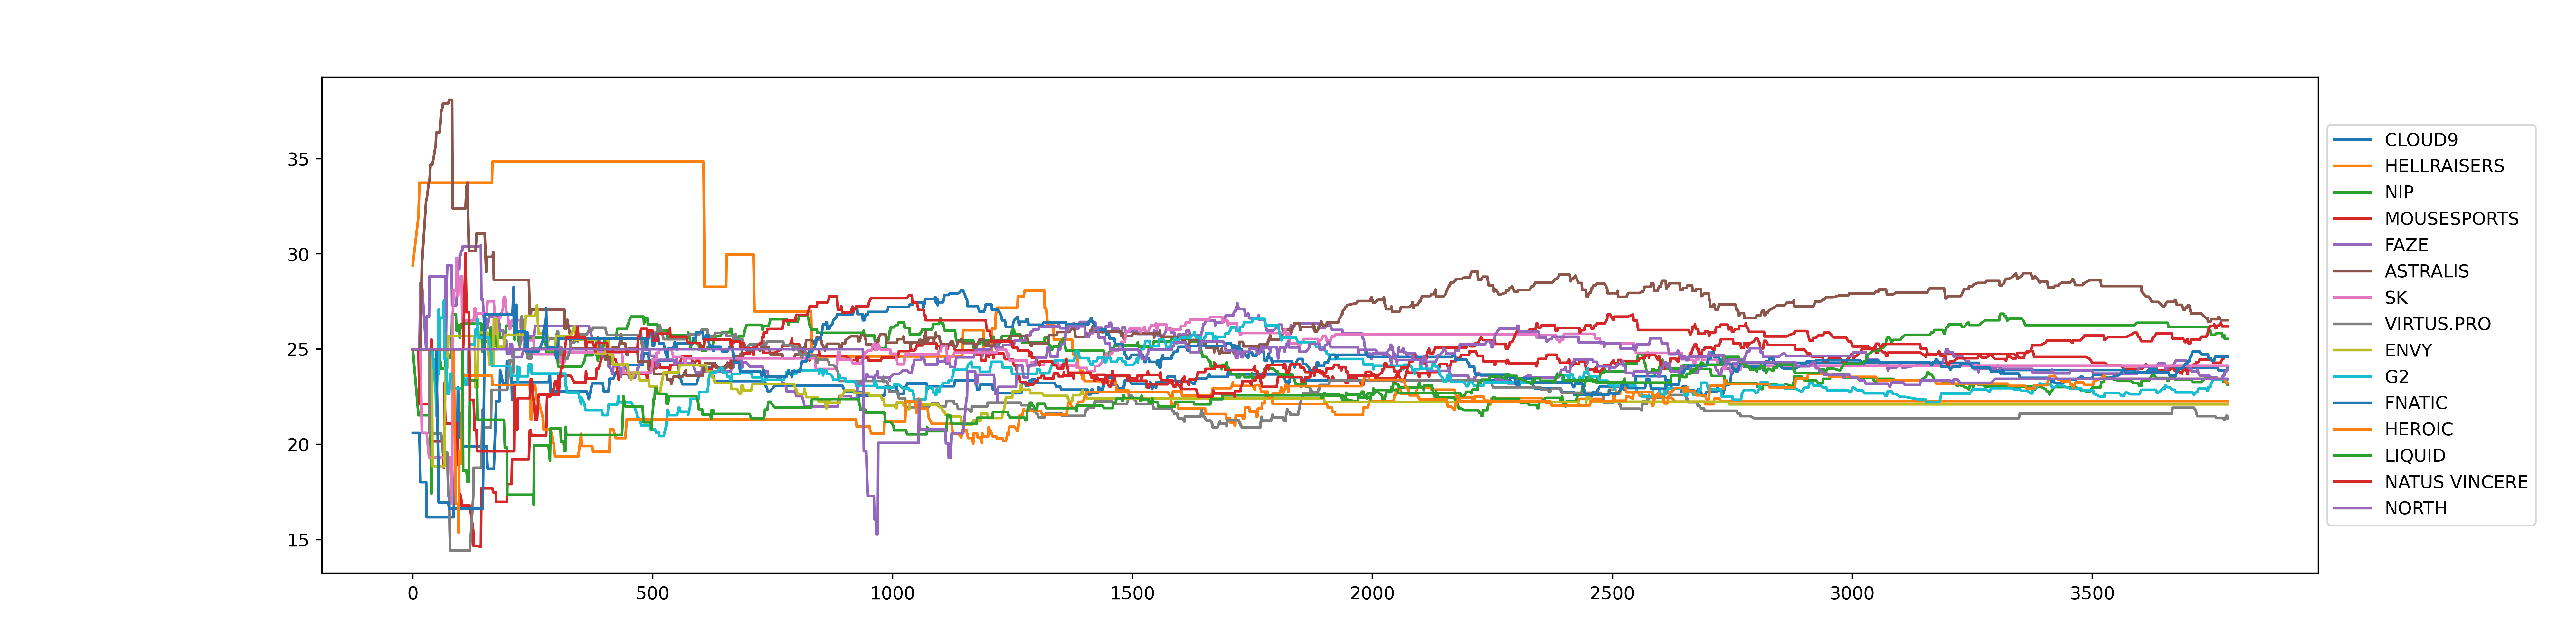 35
30
25
20
15
0 500 1000 1500 2000 2500 3000 3500
CLOUD9
HELLRAISERS
NIP
MOUSESPORTS
FAZE
ASTRALIS
SK
VIRTUS.PRO
ENVY
G2
FNATIC
HEROIC
LIQUID
NATUS VINCERE
NORTH